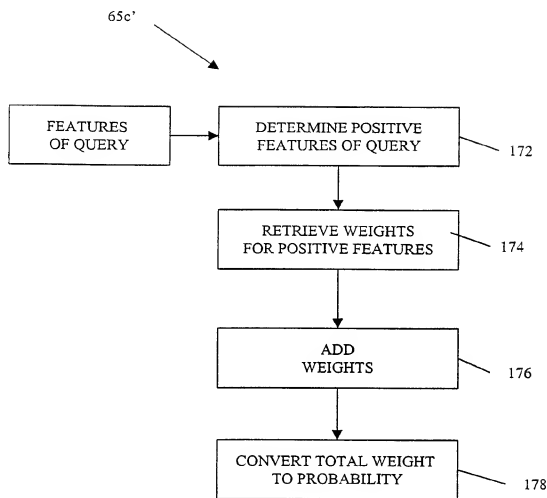 65c’
FEATURES
OF QUERY
DETERMINE POSITIVE
FEATURES OF QUERY
172
RETRIEVE WEIGHTS
FOR POSITIVE FEATURES
174
ADD
WEIGHTS
176
CONVERT TOTAL WEIGHT
TO PROBABILITY
178